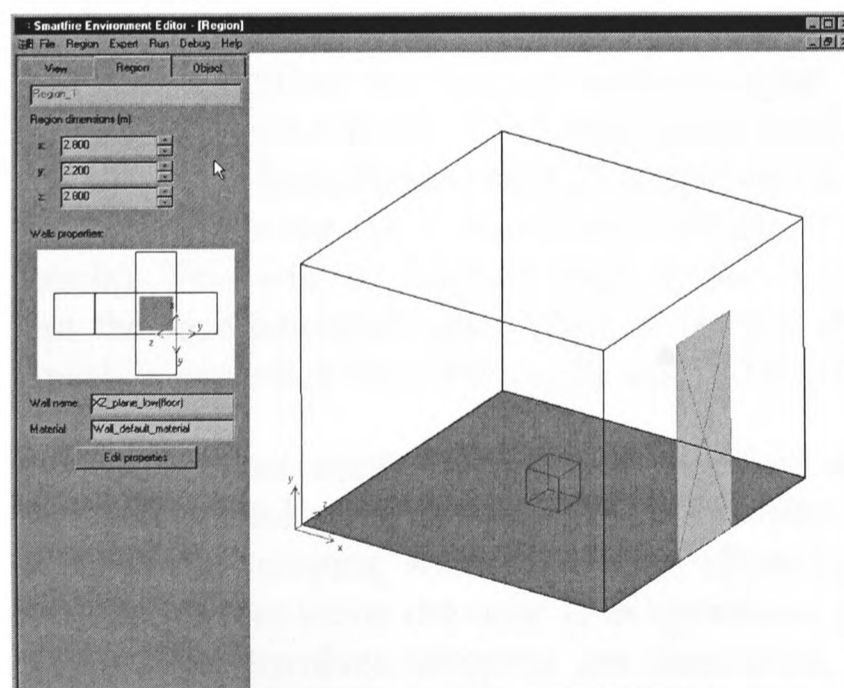 Smartfire Environment Editor - [Region]
File Region Expert Run Debug Help
View Region Object
Region_1
Region dimensions (m)
x: 2.800
y: 2.200
z: 2.800
Walls properties:
x
z y
y
Wall name: XZ_plane_low(floor)
Material Wall_default_material
Edit properties
y
z
x